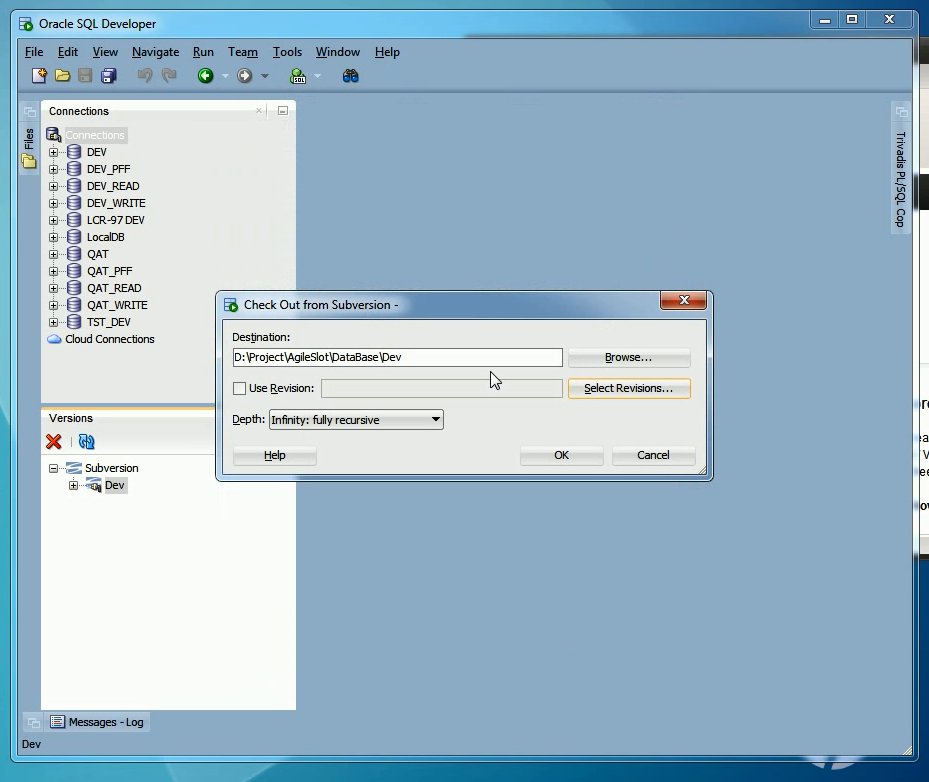 Oracle SQL Developer
File Edit View Navigate Run Team Tools Window Help
SQL
Files
Connections
Connections
DEV
DEV_PFF
DEV_READ
DEV_WRITE
LCR-97 DEV
LocalDB
QAT
QAT_PFF
QAT_READ
QAT_WRITE
TST_DEV
Cloud Connections
Trivadis PL/SQL Cop
Check Out from Subversion -
Destination:
D:\Project\AgileSlot\DataBase\Dev
Browse...
Use Revision:
Select Revisions...
Depth: Infinity: fully recursive
Help
OK
Cancel
Versions
Subversion
Dev
Messages - Log
Dev